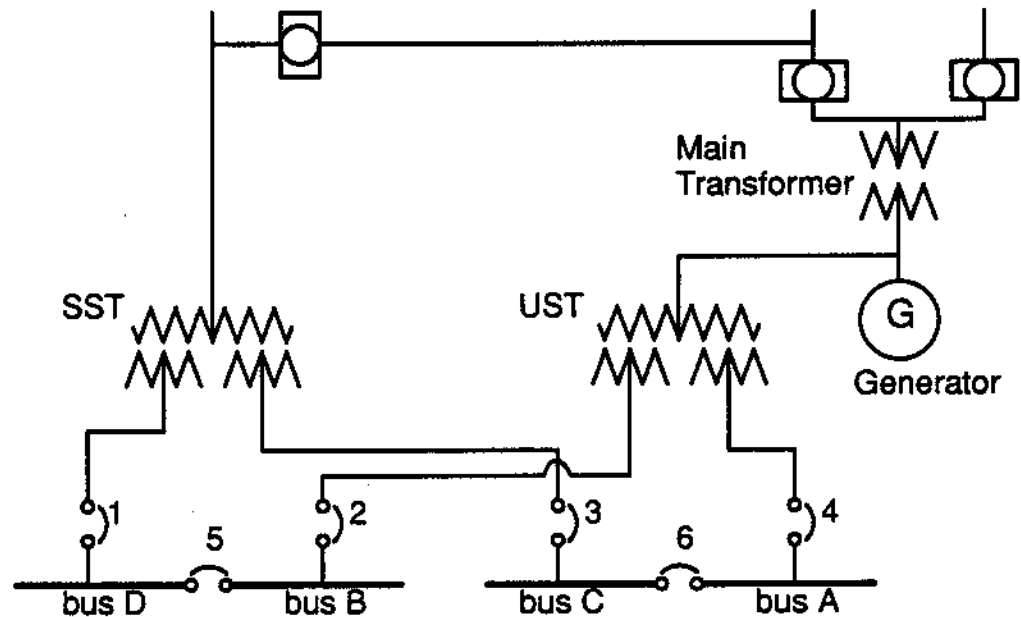 Main
Transformer
SST
UST
G
Generator
1
2
3
4
5
6
bus D
bus B
bus C
bus A